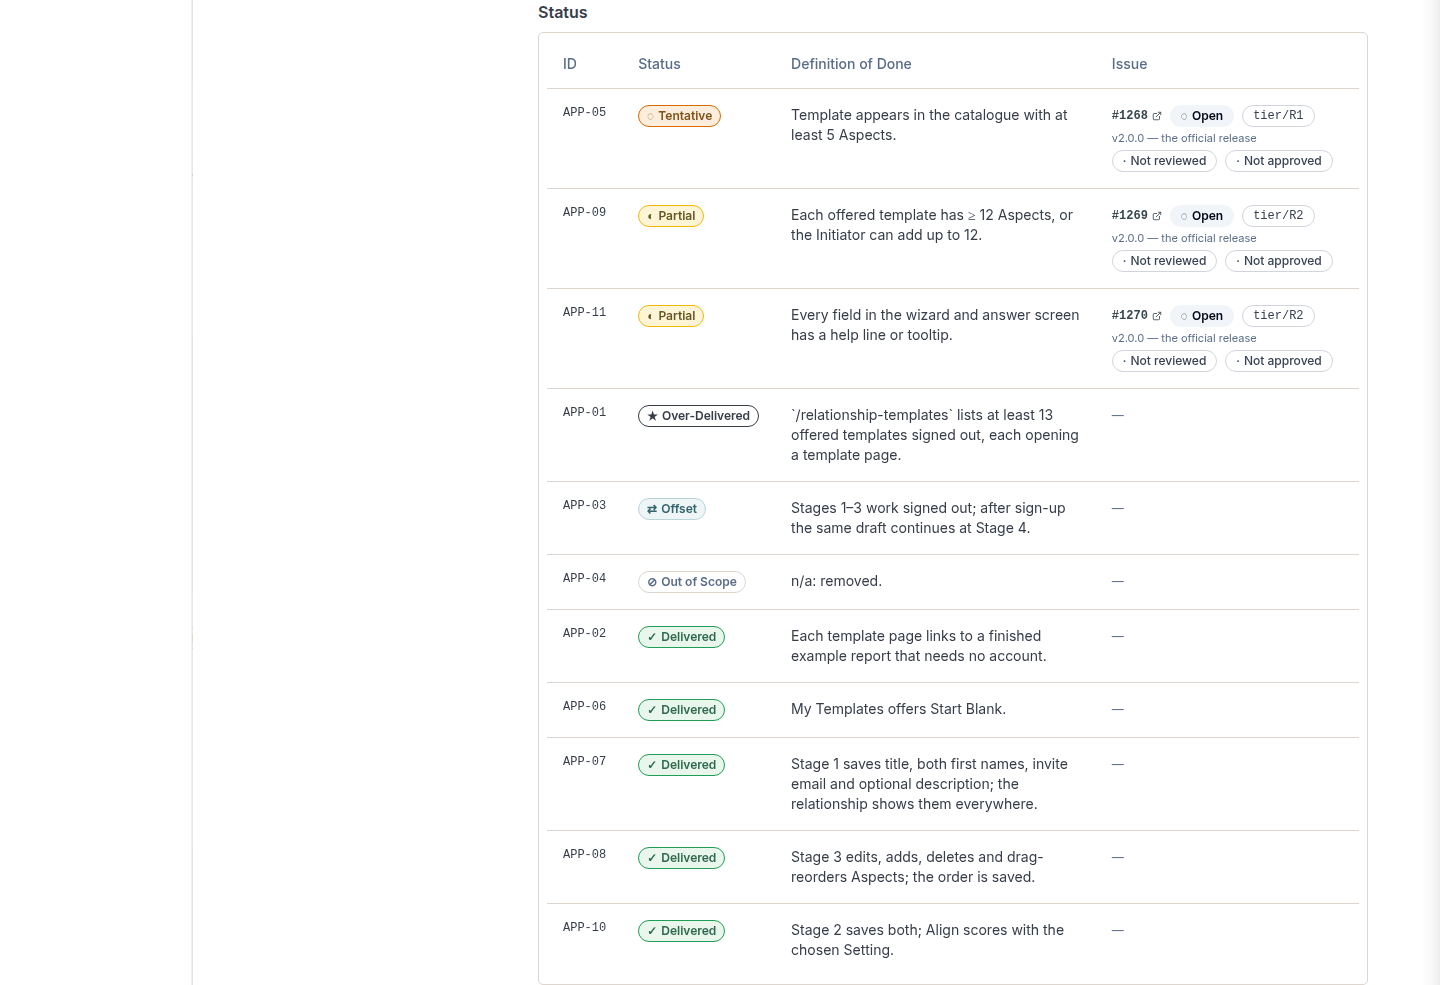 Status
ID Status Definition of Done Issue
APP-05 ○ Tentative Template appears in the catalogue with at least 5 Aspects. #1268 ○ Open tier/R1
v2.0.0 — the official release
· Not reviewed · Not approved
APP-09 Partial Each offered template has ≥ 12 Aspects, or the Initiator can add up to 12. #1269 ○ Open tier/R2
v2.0.0 — the official release
· Not reviewed · Not approved
APP-11 Partial Every field in the wizard and answer screen has a help line or tooltip. #1270 ○ Open tier/R2
v2.0.0 — the official release
· Not reviewed · Not approved
APP-01 ★ Over-Delivered `/relationship-templates` lists at least 13
offered templates signed out, each opening
a template page. —
APP-03 ⇄ Offset Stages 1–3 work signed out; after sign-up
the same draft continues at Stage 4. —
APP-04 ⊘ Out of Scope n/a: removed. —
APP-02 ✓ Delivered Each template page links to a finished
example report that needs no account. —
APP-06 ✓ Delivered My Templates offers Start Blank. —
APP-07 ✓ Delivered Stage 1 saves title, both first names, invite
email and optional description; the
relationship shows them everywhere. —
APP-08 ✓ Delivered Stage 3 edits, adds, deletes and drag-
reorders Aspects; the order is saved. —
APP-10 ✓ Delivered Stage 2 saves both; Align scores with the
chosen Setting. —